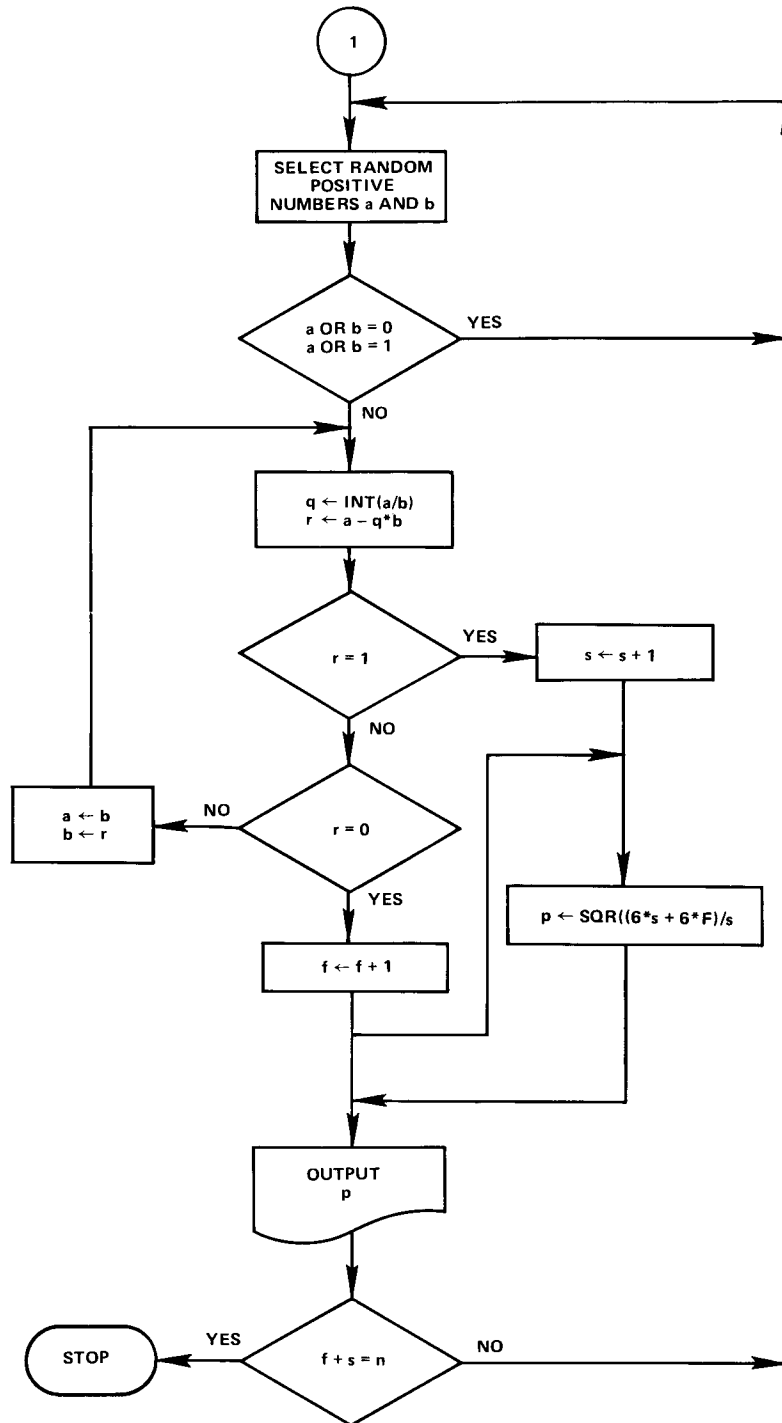 1
SELECT RANDOM
POSITIVE
NUMBERS a AND b
a OR b = 0
a OR b = 1
YES
NO
q ← INT(a/b)
r ← a – q*b
r = 1
YES
s ← s + 1
NO
a ← b
b ← r
NO
r = 0
YES
p ← SQR((6*s + 6*F)/s
f ← f + 1
OUTPUT
p
STOP
YES
f + s = n
NO